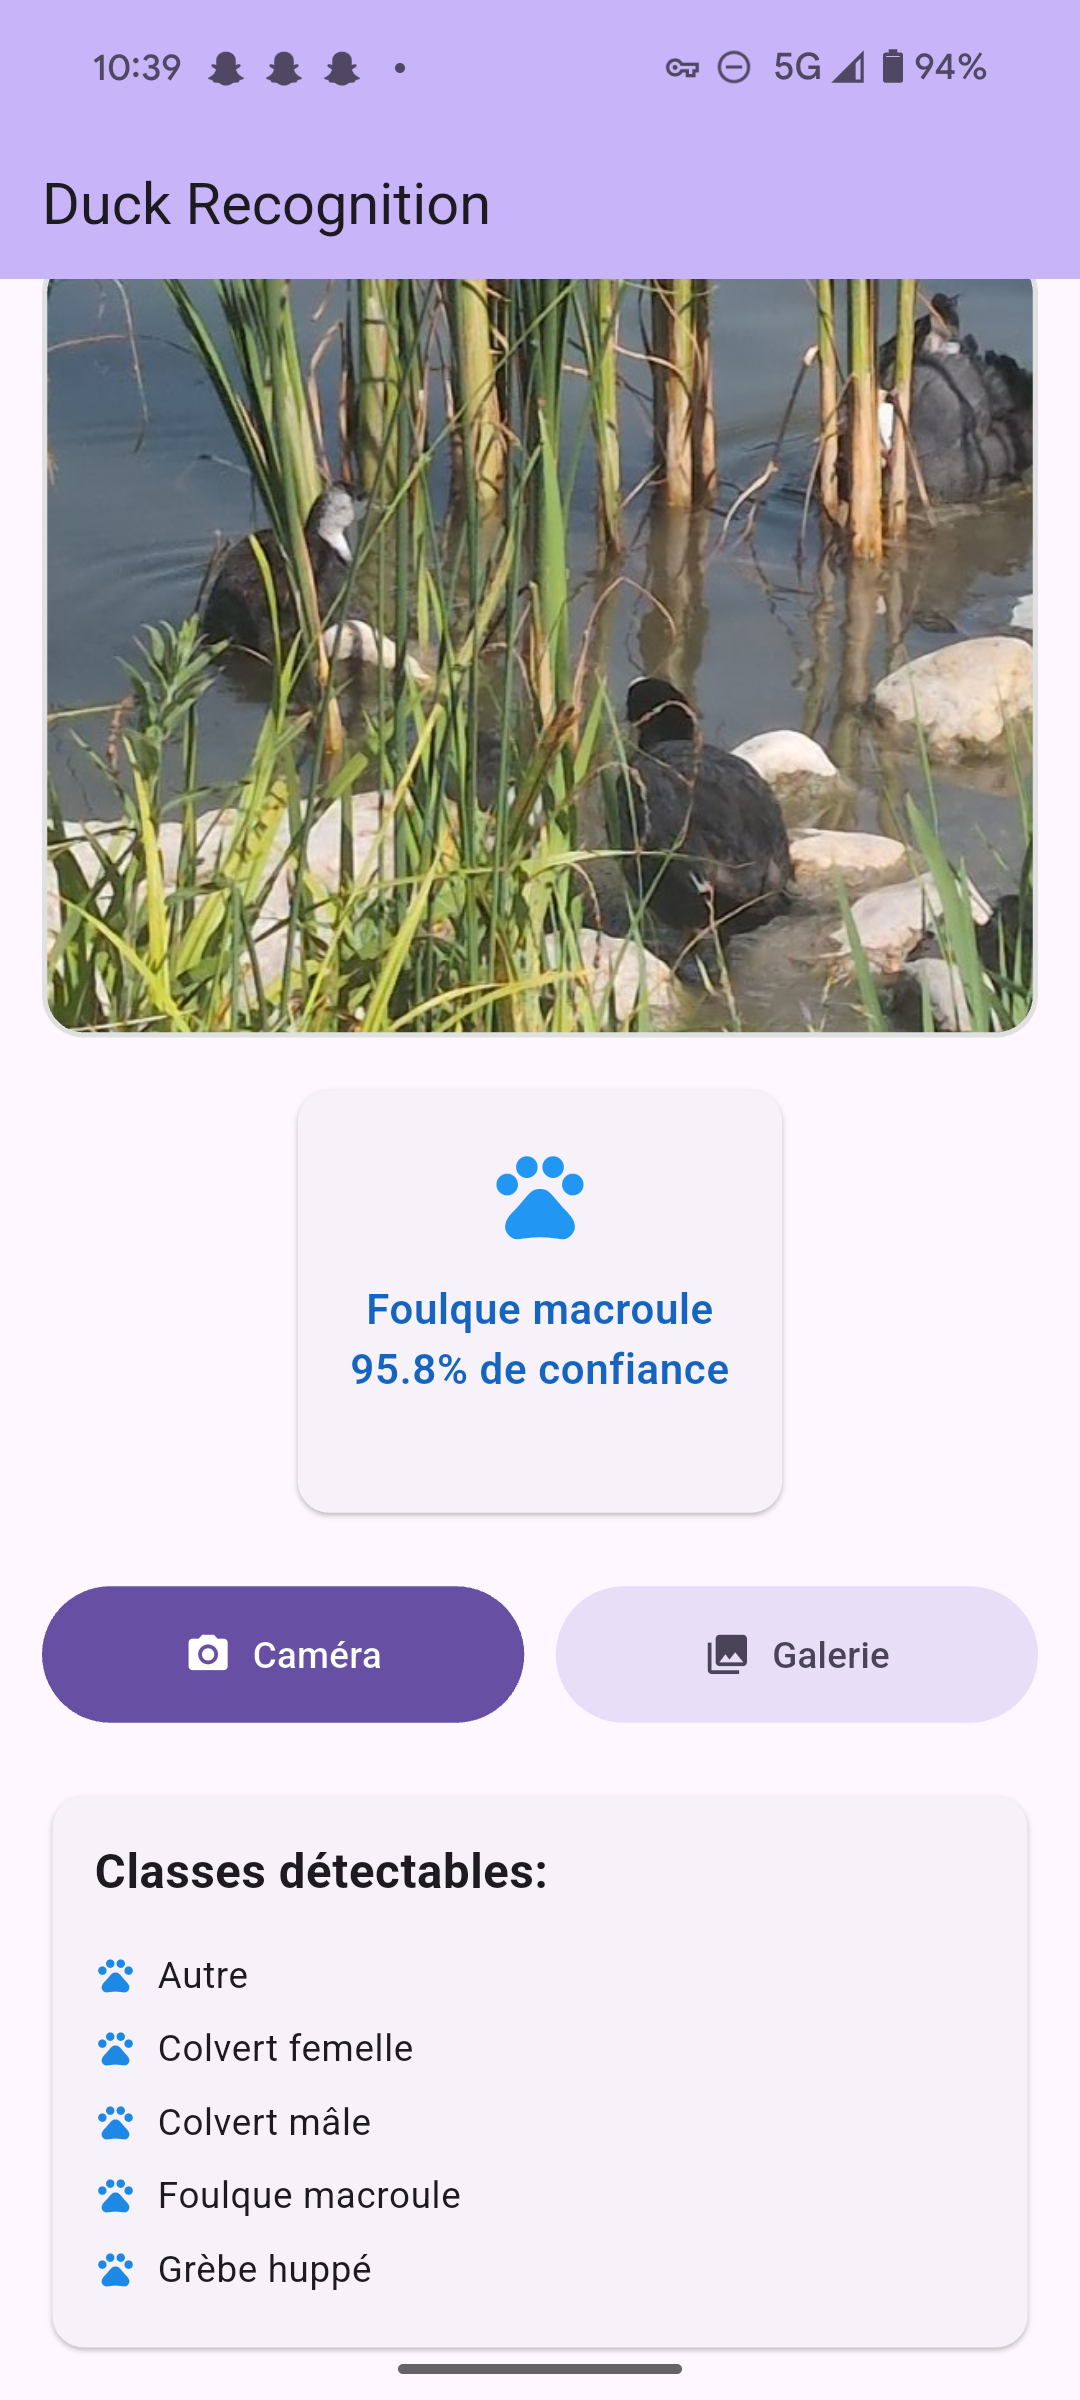 10:39
5G
94%
Duck Recognition
Foulque macroule
95.8% de confiance
Caméra
Galerie
Classes détectables:
Autre
Colvert femelle
Colvert mâle
Foulque macroule
Grèbe huppé